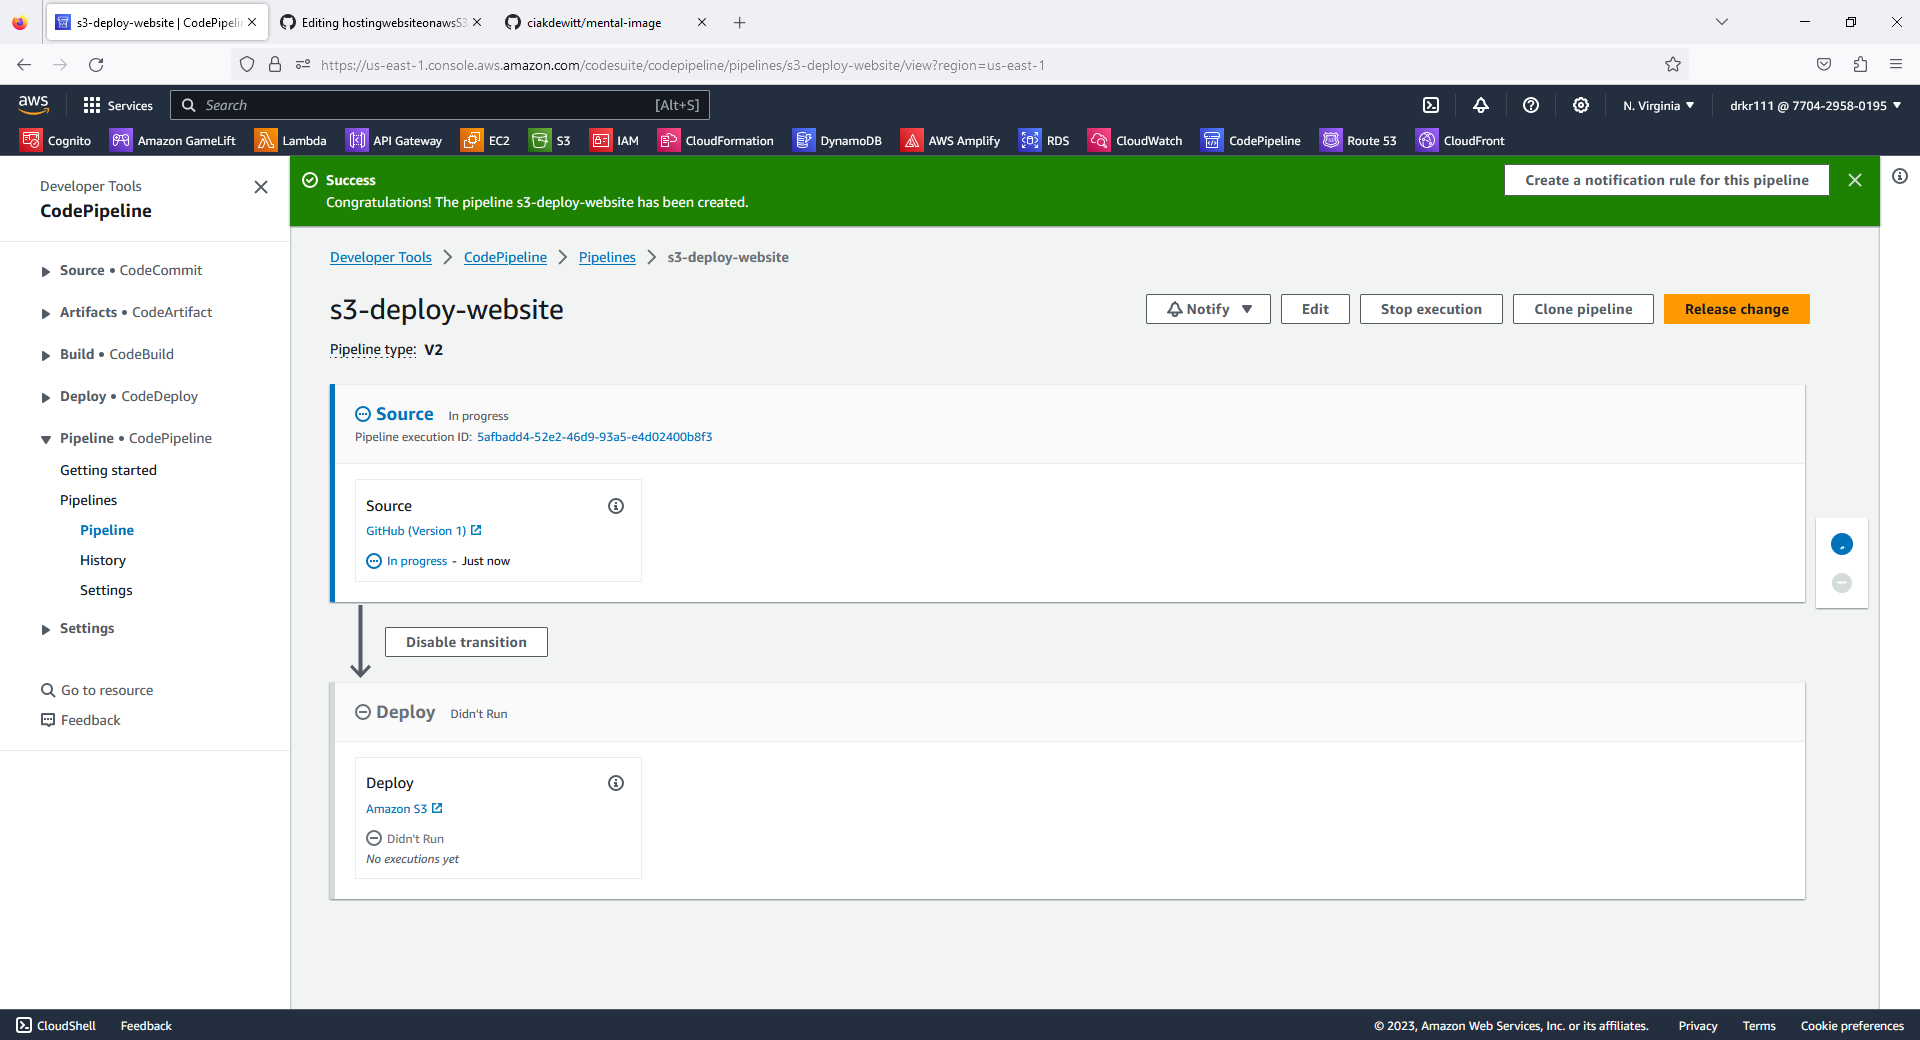 s3-deploy-website | CodePipeli
Editing hostingwebsiteonawsS3
ciakdewitt/mental-image
https://us-east-1.console.aws.amazon.com/codesuite/codepipeline/pipelines/s3-deploy-website/view?region=us-east-1
aws
Services
Search
[Alt+S]
N. Virginia
drkr111 @ 7704-2958-0195
Cognito
Amazon GameLift
Lambda
API Gateway
EC2
S3
IAM
CloudFormation
DynamoDB
AWS Amplify
RDS
CloudWatch
CodePipeline
Route 53
CloudFront
Developer Tools
CodePipeline
Source • CodeCommit
Artifacts • CodeArtifact
Build • CodeBuild
Deploy • CodeDeploy
Pipeline • CodePipeline
Getting started
Pipelines
Pipeline
History
Settings
Settings
Go to resource
Feedback
Success
Congratulations! The pipeline s3-deploy-website has been created.
Create a notification rule for this pipeline
Developer Tools
CodePipeline
Pipelines
s3-deploy-website
s3-deploy-website
Notify
Edit
Stop execution
Clone pipeline
Release change
Pipeline type: V2
Source In progress
Pipeline execution ID: 5afbadd4-52e2-46d9-93a5-e4d02400b8f3
Source
GitHub (Version 1)
In progress - Just now
Disable transition
Deploy Didn't Run
Deploy
Amazon S3
Didn't Run
No executions yet
CloudShell
Feedback
© 2023, Amazon Web Services, Inc. or its affiliates.
Privacy
Terms
Cookie preferences